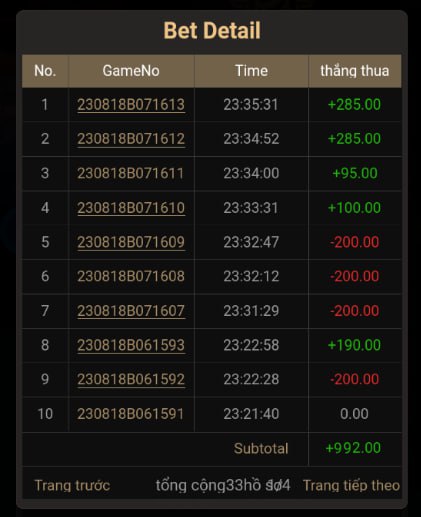 Bet Detail
No. GameNo Time thắng thua
1 230818B071613 23:35:31 +285.00
2 230818B071612 23:34:52 +285.00
3 230818B071611 23:34:00 +95.00
4 230818B071610 23:33:31 +100.00
5 230818B071609 23:32:47 -200.00
6 230818B071608 23:32:12 -200.00
7 230818B071607 23:31:29 -200.00
8 230818B061593 23:22:58 +190.00
9 230818B061592 23:22:28 -200.00
10 230818B061591 23:21:40 0.00
Subtotal +992.00
Trang trước tổng cộng33hồ sơ Trang tiếp theo